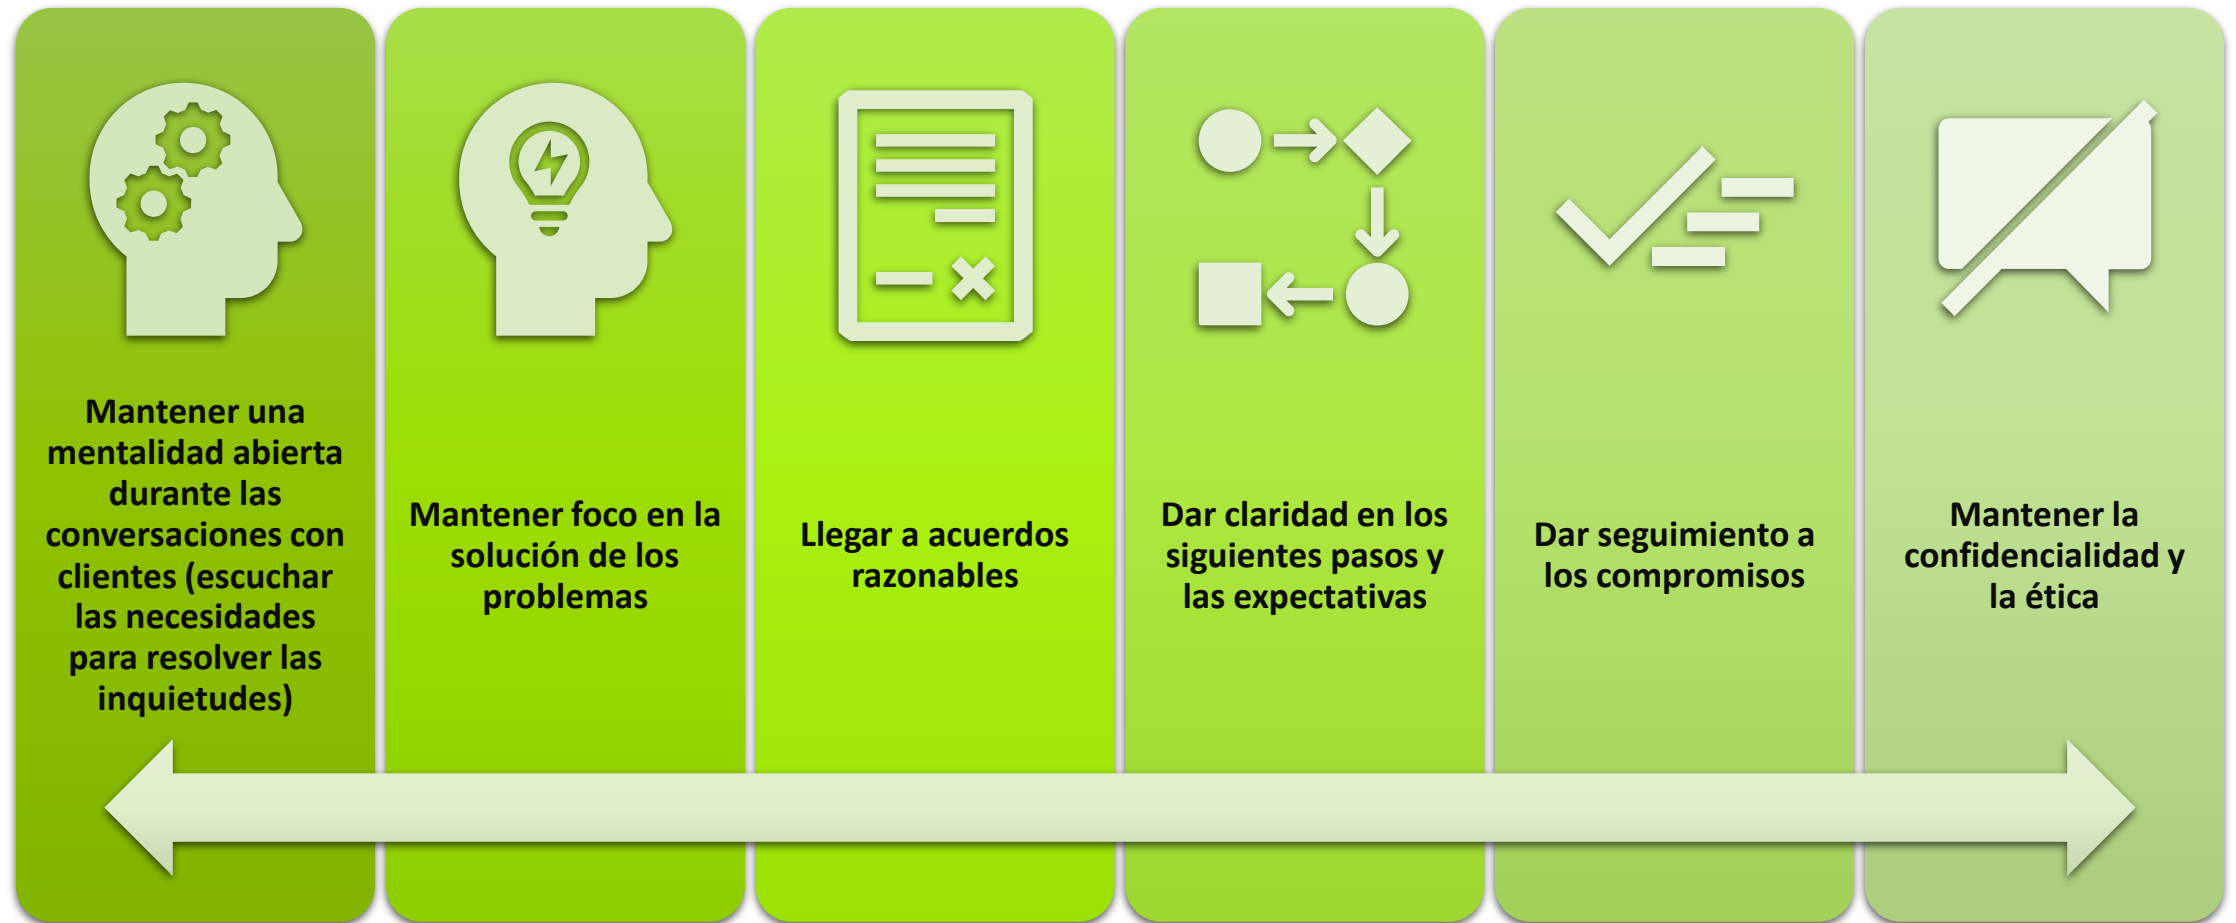 Mantener una
mentalidad abierta
durante las
conversaciones con
clientes (escuchar
las necesidades
para resolver las
inquietudes)
Mantener foco en la
solución de los
problemas
Llegar a acuerdos
razonables
Dar claridad en los
siguientes pasos y
las expectativas
Dar seguimiento a
los compromisos
Mantener la
confidencialidad y
la ética